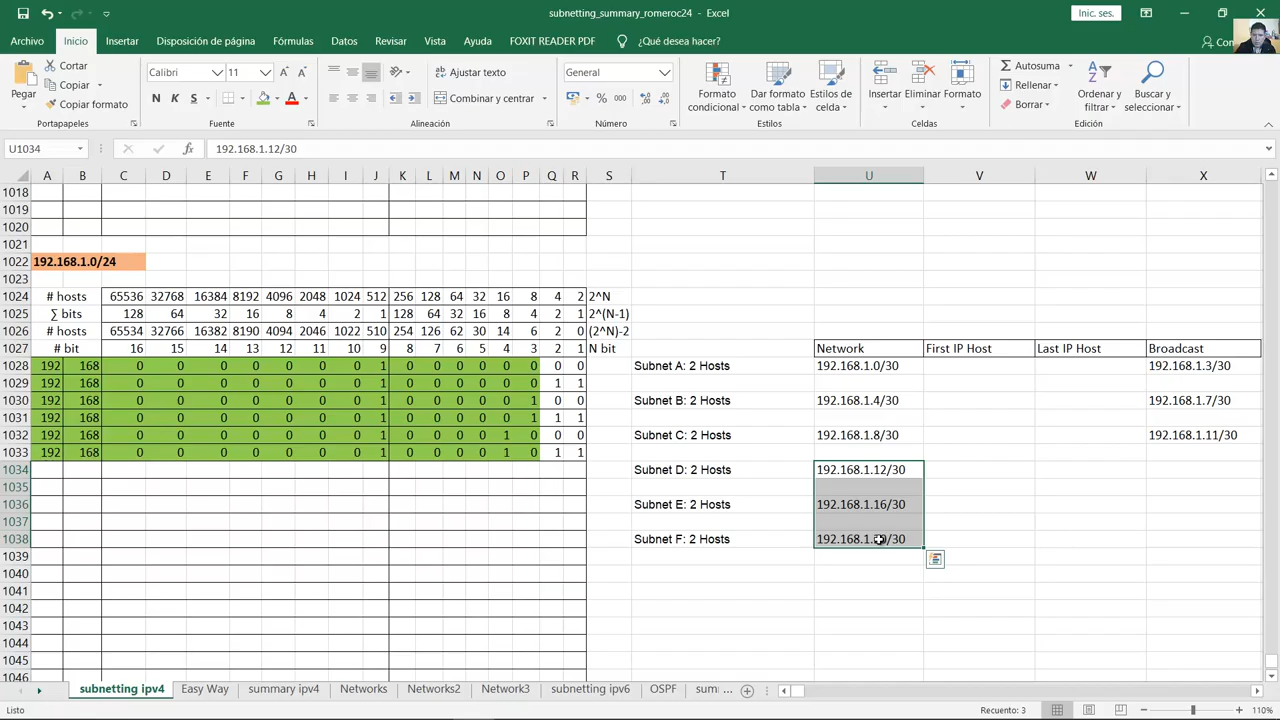 subnetting_summary_romeroc24 - Excel
Inic. ses.
Archivo Inicio Insertar Disposición de página Fórmulas Datos Revisar Vista Ayuda FOXIT READER PDF ¿Qué desea hacer?
Pegar
Cortar
Copiar
Copiar formato
Portapapeles
Calibri 11
N K S
Fuente
Ajustar texto
Combinar y centrar
Alineación
General
% 000
Número
Formato condicional
Dar formato como tabla
Estilos de celda
Estilos
Insertar Eliminar Formato
Celdas
Autosuma
Rellenar
Borrar
Ordenar y filtrar
Buscar y seleccionar
Edición
U1034 fx 192.168.1.12/30
A B C D E F G H I J K L M N O P Q R S T U V W X
1018
1019
1020
1021
1022 192.168.1.0/24
1023
1024 # hosts 65536 32768 16384 8192 4096 2048 1024 512 256 128 64 32 16 8 4 2 2^N
1025 ∑ bits 128 64 32 16 8 4 2 1 128 64 32 16 8 4 2 1 2^(N-1)
1026 # hosts 65534 32766 16382 8190 4094 2046 1022 510 254 126 62 30 14 6 2 0 (2^N)-2
1027 # bit 16 15 14 13 12 11 10 9 8 7 6 5 4 3 2 1 N bit Network First IP Host Last IP Host Broadcast
1028 192 168 0 0 0 0 0 0 0 1 0 0 0 0 0 0 0 0 Subnet A: 2 Hosts 192.168.1.0/30 192.168.1.3/30
1029 192 168 0 0 0 0 0 0 0 1 0 0 0 0 0 0 1 1
1030 192 168 0 0 0 0 0 0 0 1 0 0 0 0 0 1 0 0 Subnet B: 2 Hosts 192.168.1.4/30 192.168.1.7/30
1031 192 168 0 0 0 0 0 0 0 1 0 0 0 0 0 1 1 1
1032 192 168 0 0 0 0 0 0 0 1 0 0 0 0 1 0 0 0 Subnet C: 2 Hosts 192.168.1.8/30 192.168.1.11/30
1033 192 168 0 0 0 0 0 0 0 1 0 0 0 0 1 0 1 1
1034 Subnet D: 2 Hosts 192.168.1.12/30
1035
1036 Subnet E: 2 Hosts 192.168.1.16/30
1037
1038 Subnet F: 2 Hosts
1039
1040
1041
1042
1043
1044
1045
1046
subnetting ipv4 Easy Way summary ipv4 Networks Networks2 Network3 subnetting ipv6 OSPF sum ...
Listo Recuento: 3 110%